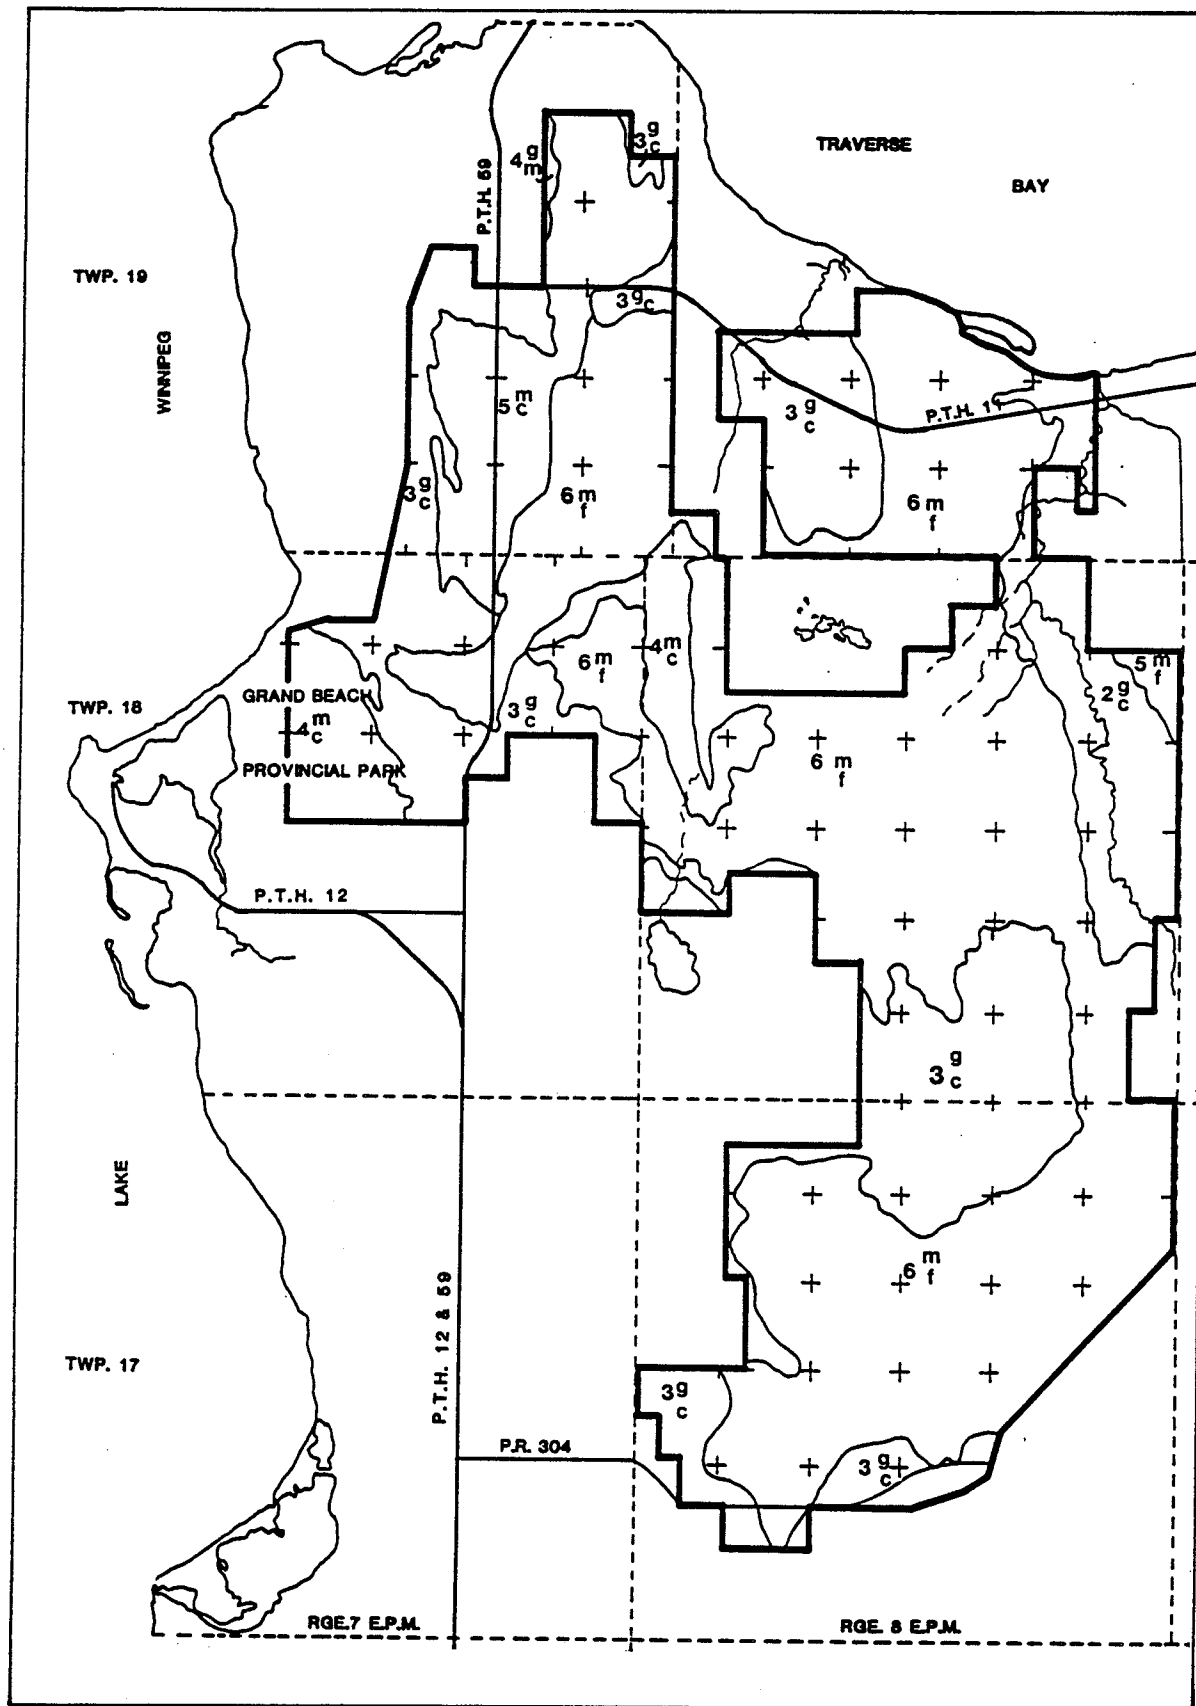 TRAVERSE
BAY
3 g c
4 g m
P.T.H. 59
TWP. 19
WINNIPEG
3 g c
5 m c
3 g c
P.T.H. 11
3 g c
6 m f
6 m f
6 m f
4 m c
5 m f
2 g c
GRAND BEACH
TWP. 18
3 g c
4 m c
6 m f
PROVINCIAL PARK
P.T.H. 12
3 g c
LAKE
6 m f
P.T.H. 12 & 59
TWP. 17
3 g c
P.R. 304
3 g c
RGE.7 E.P.M.
RGE. 8 E.P.M.